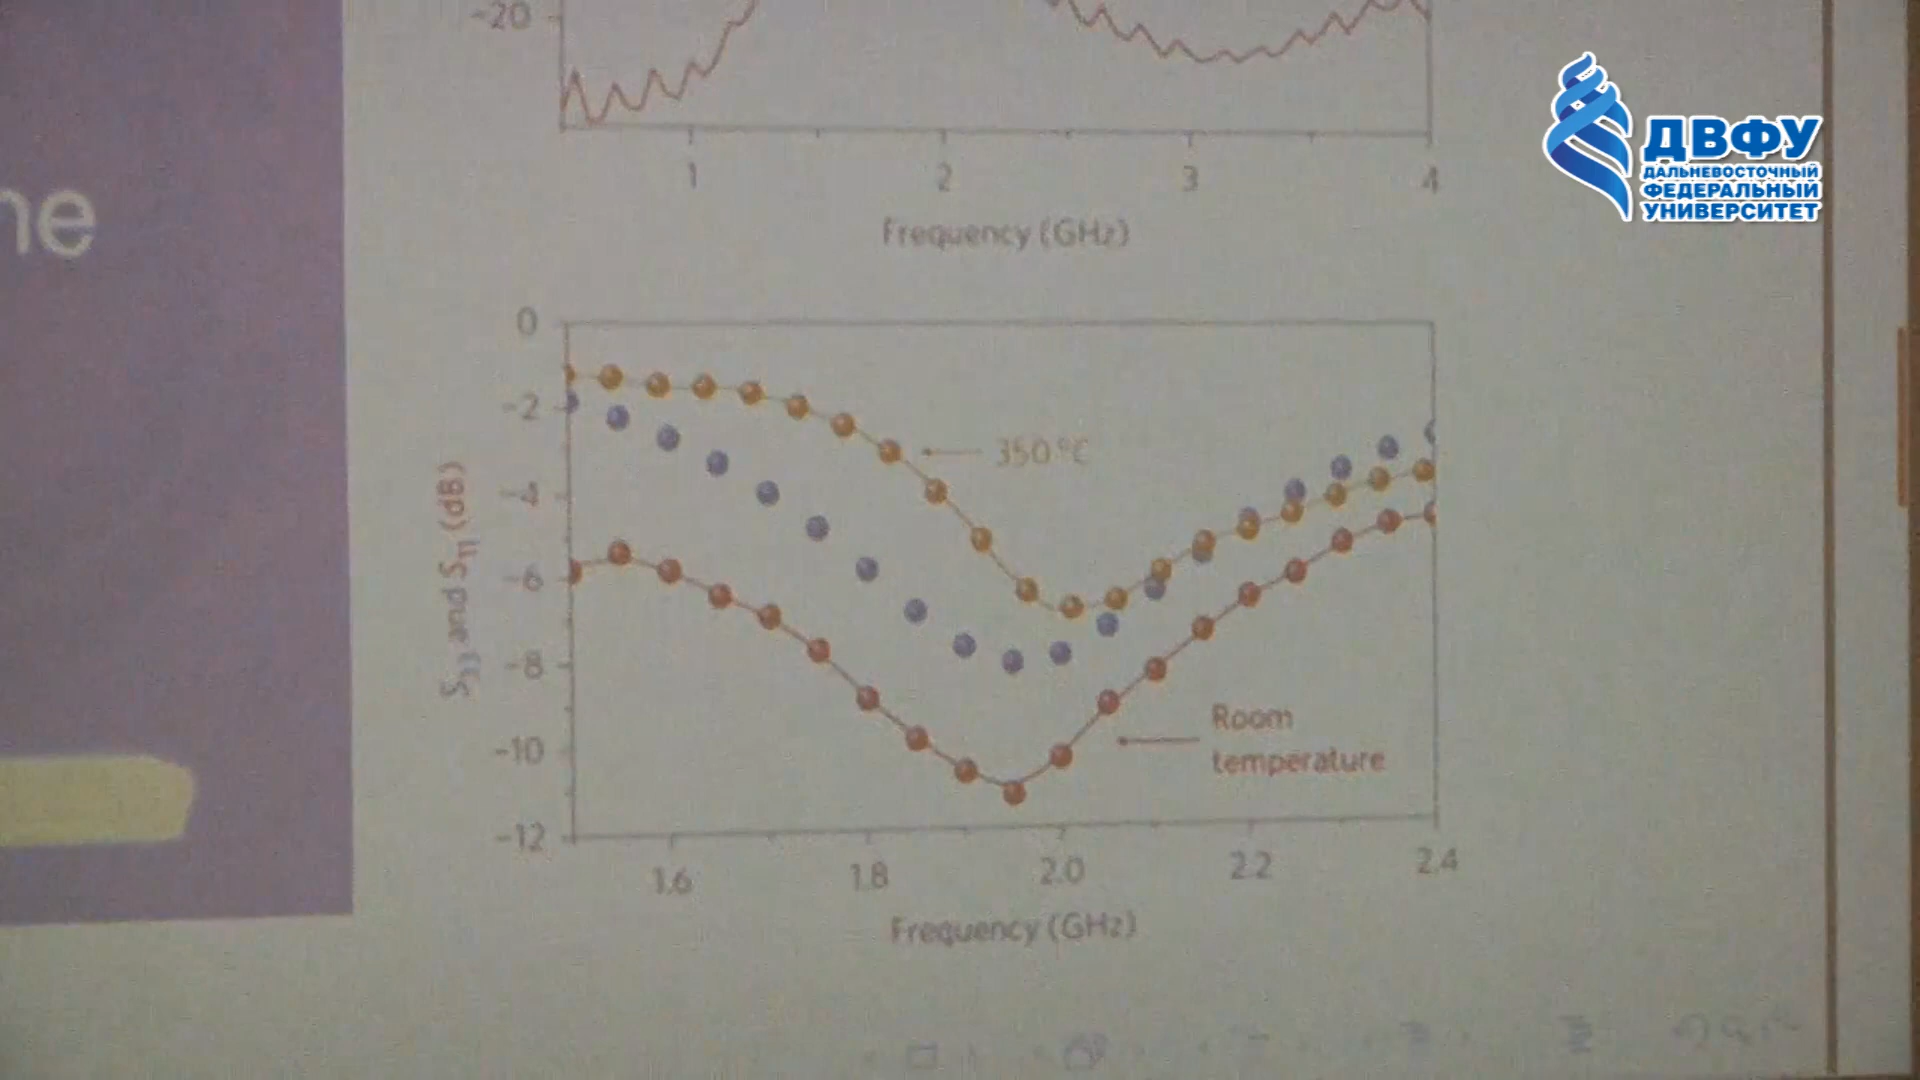 -20
1 2 3 4
Frequency (GHz)
ДВФУ
ДАЛЬНЕВОСТОЧНЫЙ
ФЕДЕРАЛЬНЫЙ
УНИВЕРСИТЕТ
ne
0
-2
-4
-6
-8
-10
-12
S33 and S11 (dB)
350 °C
Room
temperature
1.6 1.8 2.0 2.2 2.4
Frequency (GHz)